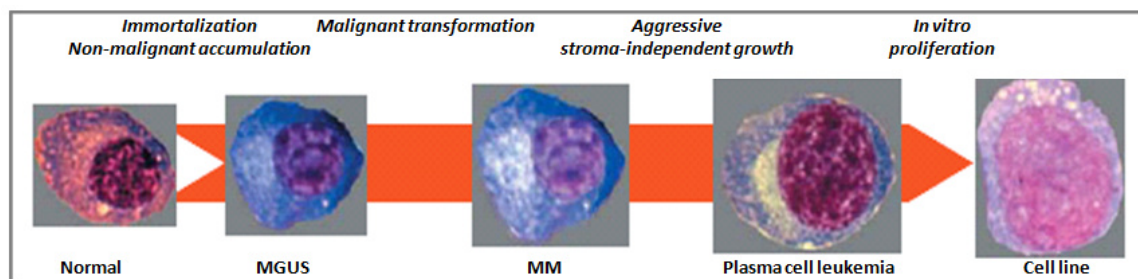 Immortalization
Non-malignant accumulation
Malignant transformation
Aggressive
stroma-independent growth
In vitro
proliferation
Normal
MGUS
MM
Plasma cell leukemia
Cell line